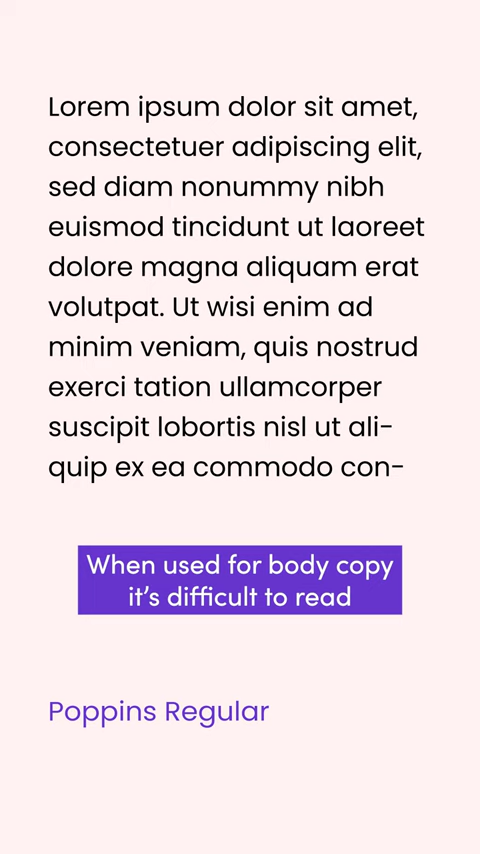 Lorem ipsum dolor sit amet,
consectetuer adipiscing elit,
sed diam nonummy nibh
euismod tincidunt ut laoreet
dolore magna aliquam erat
volutpat. Ut wisi enim ad
minim veniam, quis nostrud
exerci tation ullamcorper
suscipit lobortis nisl ut ali-
quip ex ea commodo con-
When used for body copy
it’s difficult to read
Poppins Regular